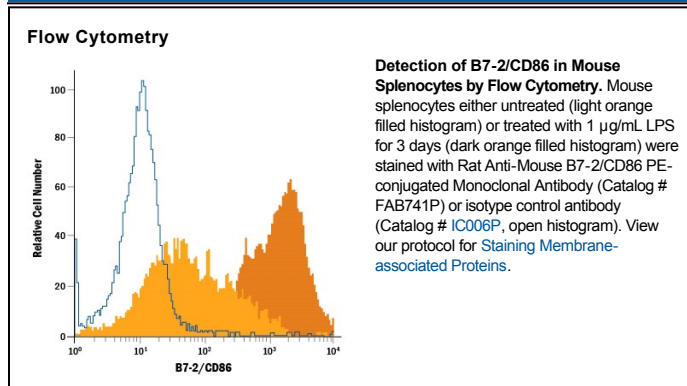 Flow Cytometry
Relative Cell Number
100
80
60
40
20
0
10⁰
10¹
10²
10³
10⁴
B7-2/CD86
Detection of B7-2/CD86 in Mouse
Splenocytes by Flow Cytometry. Mouse
splenocytes either untreated (light orange
filled histogram) or treated with 1 µg/mL LPS
for 3 days (dark orange filled histogram) were
stained with Rat Anti-Mouse B7-2/CD86 PE-
conjugated Monoclonal Antibody (Catalog #
FAB741P) or isotype control antibody
(Catalog # IC006P, open histogram). View
our protocol for Staining Membrane-
associated Proteins.